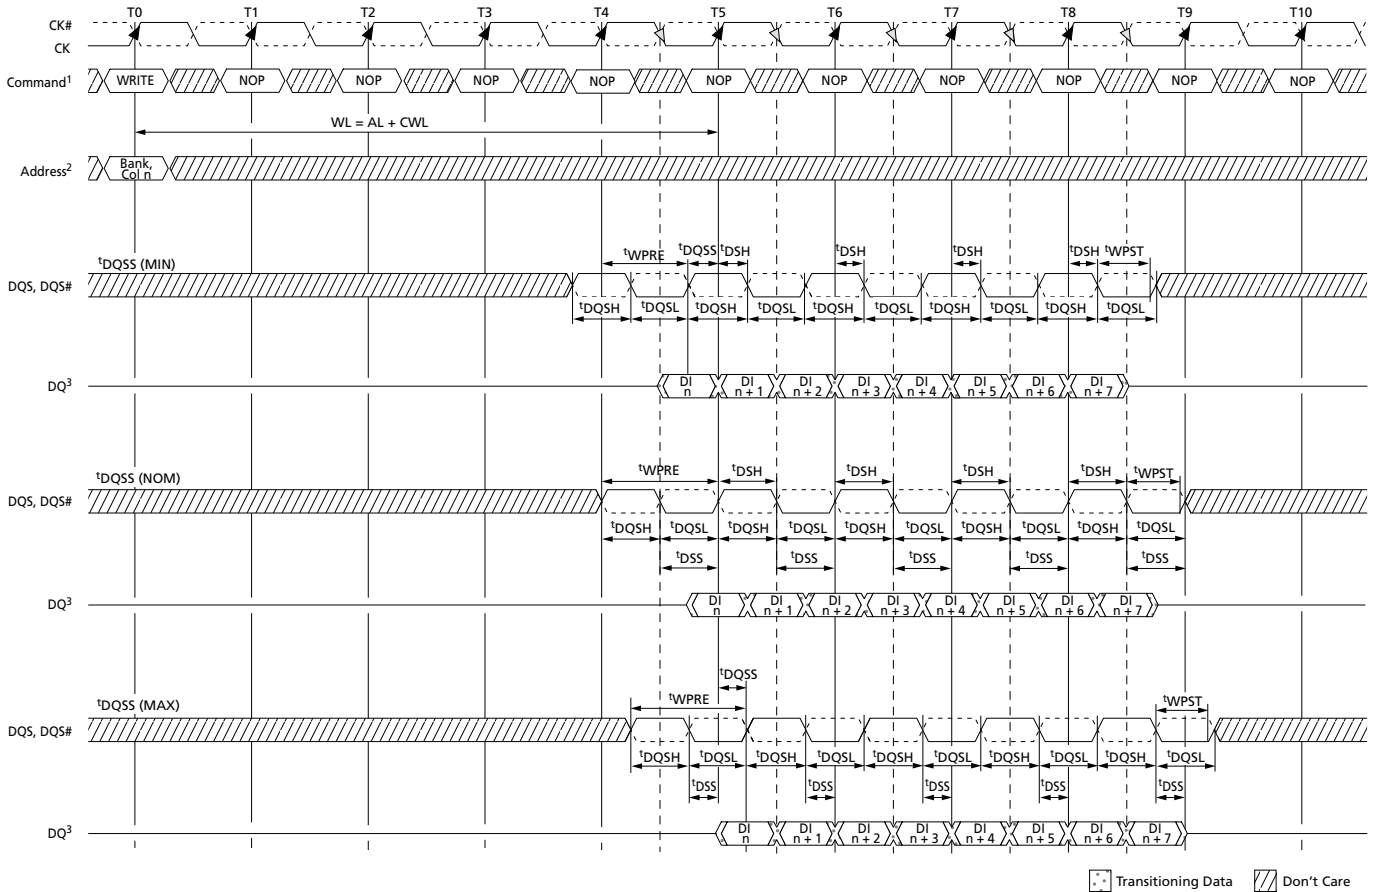 T0 T1 T2 T3 T4 T5 T6 T7 T8 T9 T10
CK#
CK
Command1 WRITE NOP NOP NOP NOP NOP NOP NOP NOP NOP NOP
WL = AL + CWL
Address2 Bank, Col n
tDQSS (MIN) tWPRE tDQSS tDSH tDSH tDSH tDSH tWPST
DQS, DQS#
tDQSH tDQSL tDQSH tDQSL tDQSH tDQSL tDQSH tDQSL tDQSH tDQSL
DQ3 DI n DI n + 1 DI n + 2 DI n + 3 DI n + 4 DI n + 5 DI n + 6 DI n + 7
tDQSS (NOM) tWPRE tDSH tDSH tDSH tDSH tWPST
DQS, DQS#
tDQSH tDQSL tDQSH tDQSL tDQSH tDQSL tDQSH tDQSL tDQSH tDQSL
tDSS tDSS tDSS tDSS tDSS
DQ3 DI n DI n + 1 DI n + 2 DI n + 3 DI n + 4 DI n + 5 DI n + 6 DI n + 7
tDQSS
tDQSS (MAX) tWPRE tWPST
DQS, DQS#
tDQSH tDQSL tDQSH tDQSL tDQSH tDQSL tDQSH tDQSL tDQSH tDQSL
tDSS tDSS tDSS tDSS tDSS
DQ3 DI n DI n + 1 DI n + 2 DI n + 3 DI n + 4 DI n + 5 DI n + 6 DI n + 7
Transitioning Data Don't Care